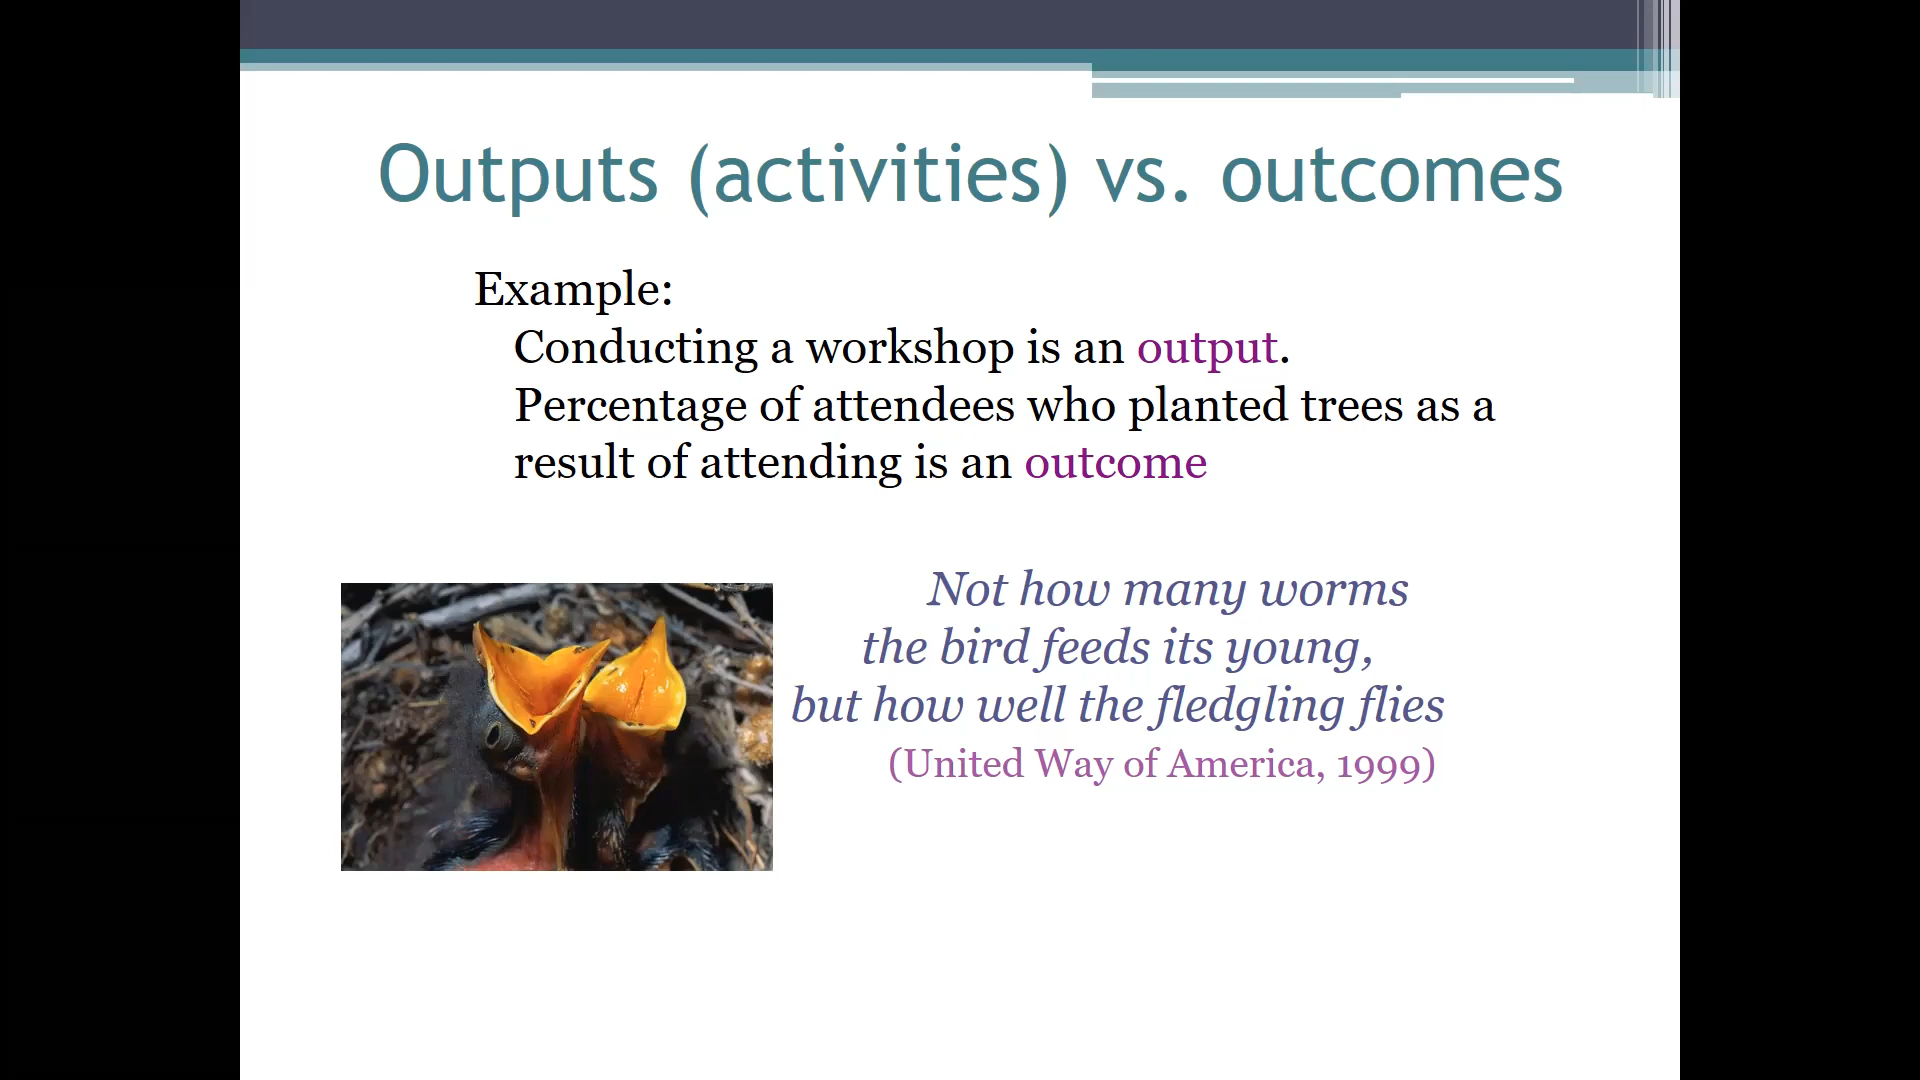 Outputs (activities) vs. outcomes
Example:
Conducting a workshop is an output.
Percentage of attendees who planted trees as a
result of attending is an outcome
Not how many worms
the bird feeds its young,
but how well the fledgling flies
(United Way of America, 1999)